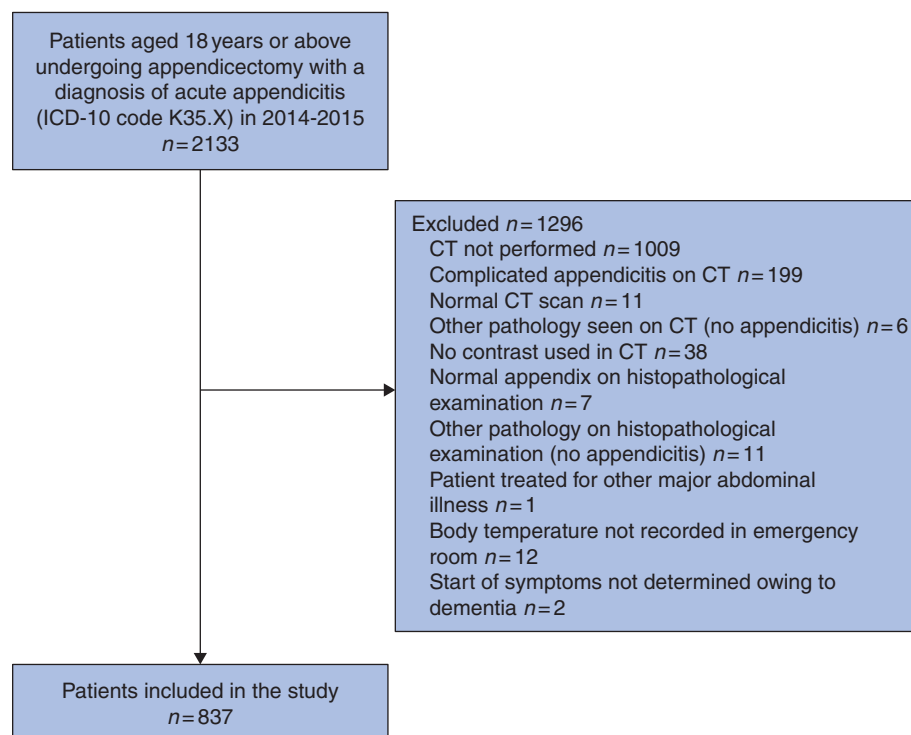 Patients aged 18 years or above
undergoing appendicectomy with a
diagnosis of acute appendicitis
(ICD-10 code K35.X) in 2014-2015
n=2133
Excluded n=1296
CT not performed n=1009
Complicated appendicitis on CT n=199
Normal CT scan n=11
Other pathology seen on CT (no appendicitis) n=6
No contrast used in CT n=38
Normal appendix on histopathological
examination n=7
Other pathology on histopathological
examination (no appendicitis) n=11
Patient treated for other major abdominal
illness n=1
Body temperature not recorded in emergency
room n=12
Start of symptoms not determined owing to
dementia n=2
Patients included in the study
n=837